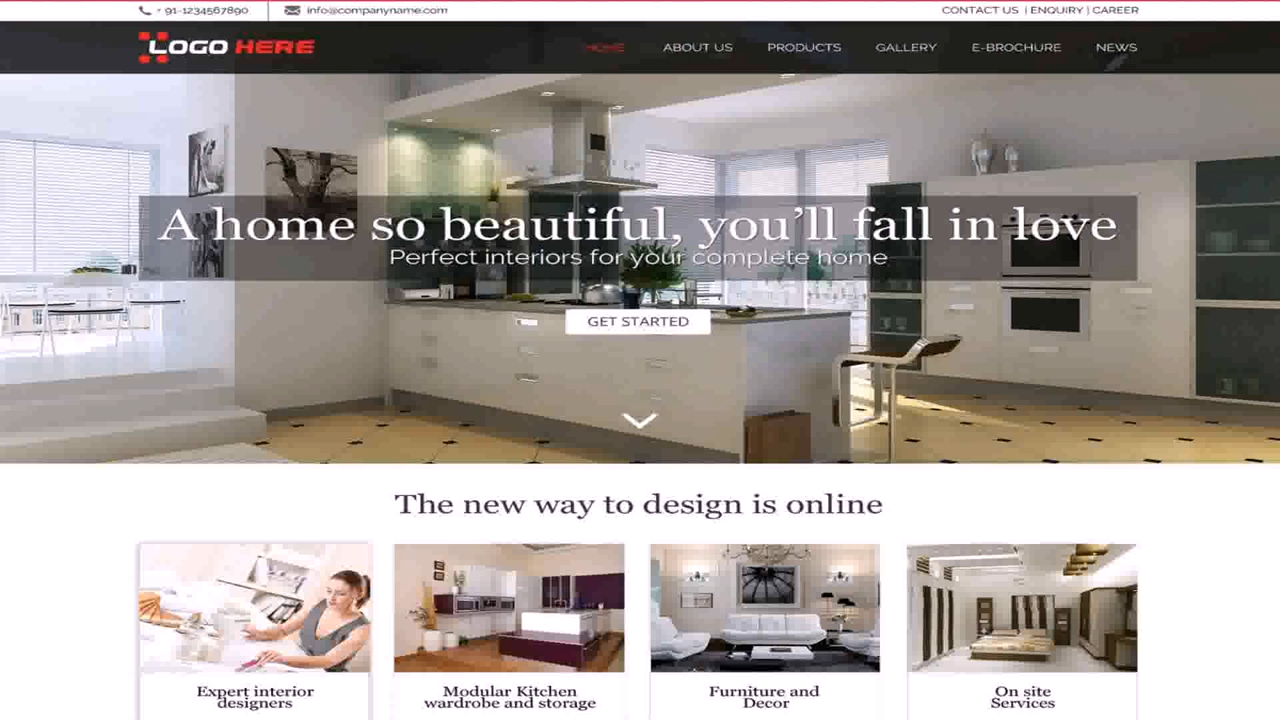 + 91-1234567890
info@companyname.com
CONTACT US | ENQUIRY | CAREER
LOGO HERE
HOME
ABOUT US
PRODUCTS
GALLERY
E-BROCHURE
NEWS
A home so beautiful, you'll fall in love
Perfect interiors for your complete home
GET STARTED
The new way to design is online
Expert interior
designers
Modular Kitchen
wardrobe and storage
Furniture and
Decor
On site
Services